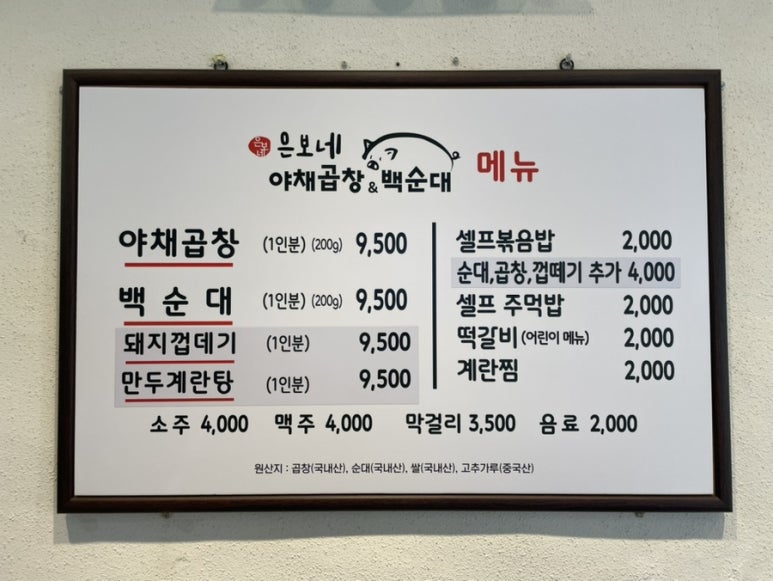 은보네
은보네
야채곱창 & 백순대
메뉴
야채곱창 (1인분) (200g) 9,500
백순대 (1인분) (200g) 9,500
돼지껍데기 (1인분) 9,500
만두계란탕 (1인분) 9,500
셀프볶음밥 2,000
순대,곱창,껍떼기 추가 4,000
셀프 주먹밥 2,000
떡갈비 (어린이 메뉴) 2,000
계란찜 2,000
소주 4,000 맥주 4,000 막걸리 3,500 음료 2,000
원산지 : 곱창(국내산), 순대(국내산), 쌀(국내산), 고추가루(중국산)